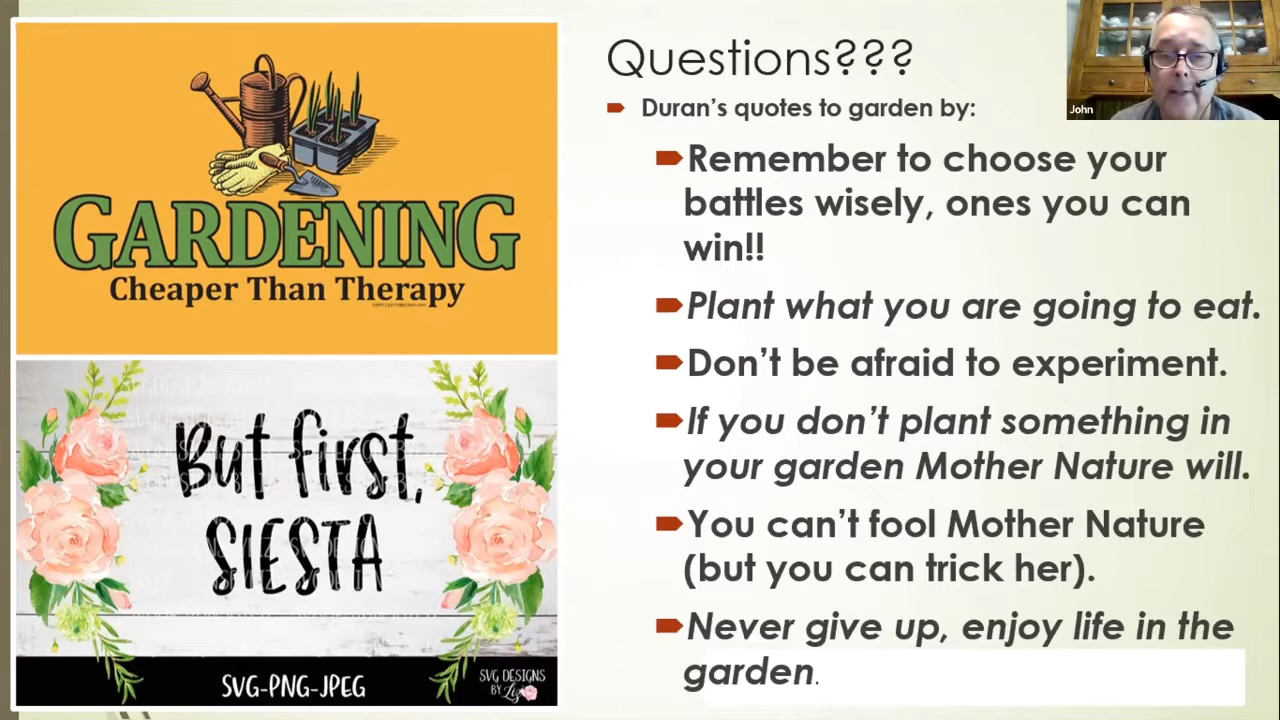 GARDENING
Cheaper Than Therapy
But first,
SIESTA
SVG-PNG-JPEG
SVG DESIGNS
BY Liz
Questions???
Duran's quotes to garden by:
Remember to choose your
battles wisely, ones you can
win!!
Plant what you are going to eat.
Don't be afraid to experiment.
If you don't plant something in
your garden Mother Nature will.
You can't fool Mother Nature
(but you can trick her).
Never give up, enjoy life in the
garden.
John